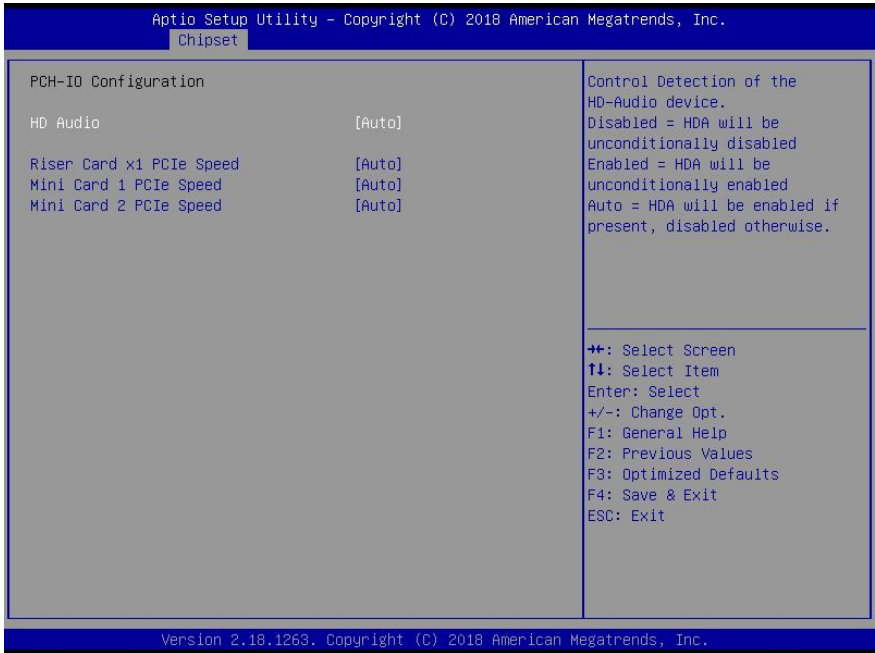 Aptio Setup Utility – Copyright (C) 2018 American Megatrends, Inc.
Chipset
PCH-IO Configuration
HD Audio [Auto]
Riser Card x1 PCIe Speed [Auto]
Mini Card 1 PCIe Speed [Auto]
Mini Card 2 PCIe Speed [Auto]
Control Detection of the
HD-Audio device.
Disabled = HDA will be
unconditionally disabled
Enabled = HDA will be
unconditionally enabled
Auto = HDA will be enabled if
present, disabled otherwise.
→←: Select Screen
↑↓: Select Item
Enter: Select
+/-: Change Opt.
F1: General Help
F2: Previous Values
F3: Optimized Defaults
F4: Save & Exit
ESC: Exit
Version 2.18.1263. Copyright (C) 2018 American Megatrends, Inc.